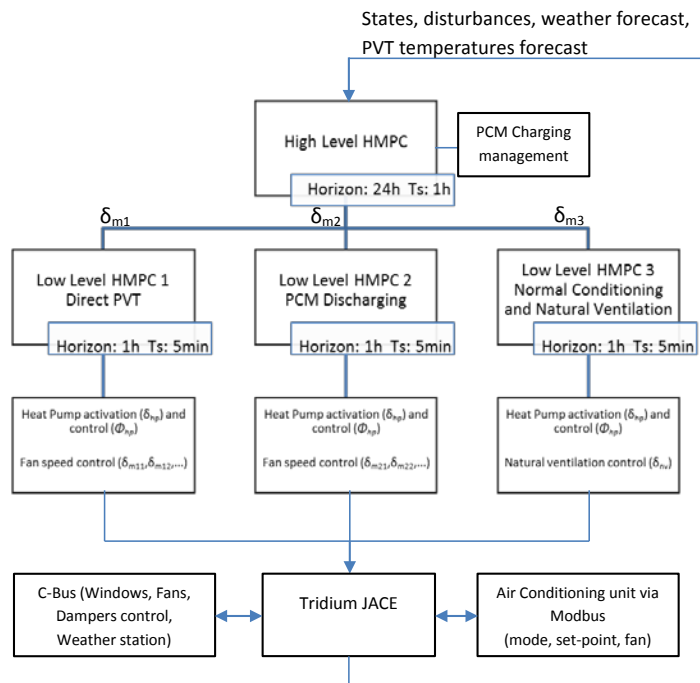 States, disturbances, weather forecast,
PVT temperatures forecast
High Level HMPC
PCM Charging
management
Horizon: 24h Ts: 1h
δm1
δm2
δm3
Low Level HMPC 1
Direct PVT
Horizon: 1h Ts: 5min
Low Level HMPC 2
PCM Discharging
Horizon: 1h Ts: 5min
Low Level HMPC 3
Normal Conditioning
and Natural Ventilation
Horizon: 1h Ts: 5min
Heat Pump activation (δhp) and
control (Φhp)
Fan speed control (δm11,δm12,...)
Heat Pump activation (δhp) and
control (Φhp)
Fan speed control (δm21,δm22,...)
Heat Pump activation (δhp) and
control (Φhp)
Natural ventilation control (δnv)
C-Bus (Windows, Fans,
Dampers control,
Weather station)
Tridium JACE
Air Conditioning unit via
Modbus
(mode, set-point, fan)